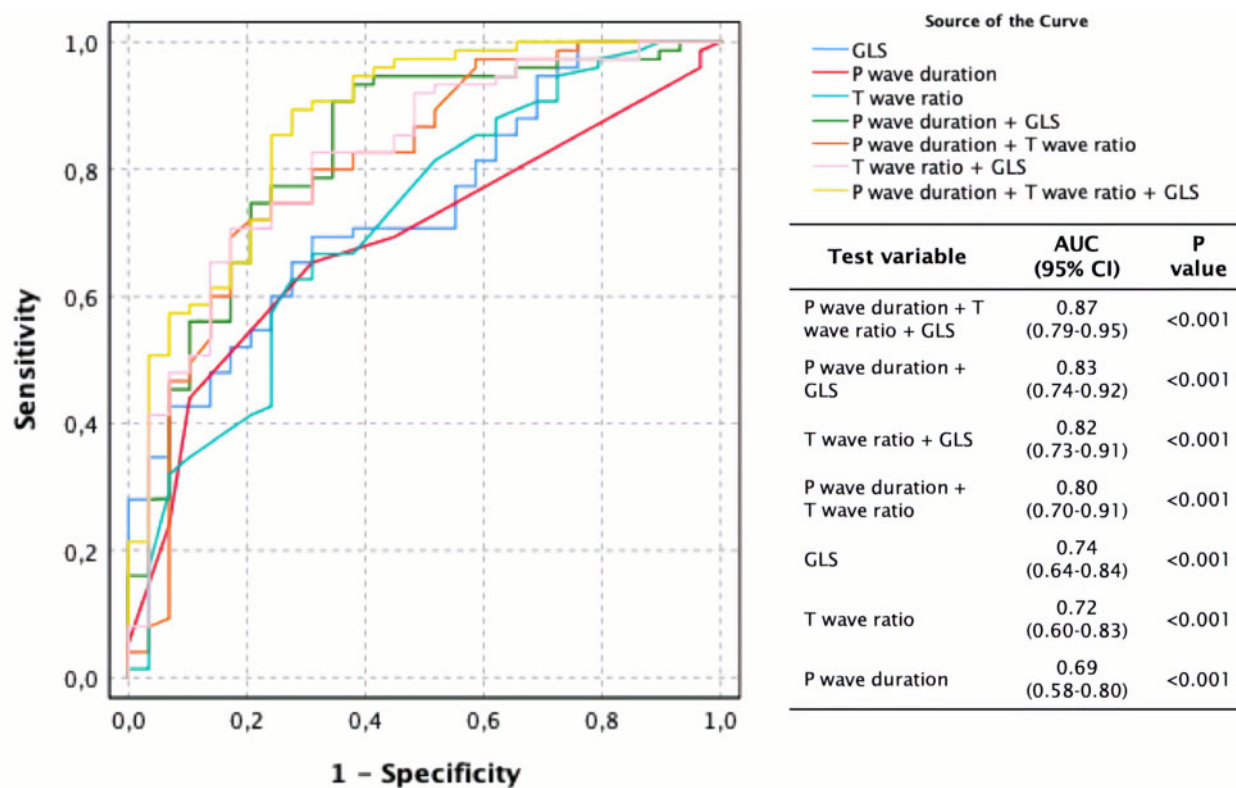 Source of the Curve
GLS
P wave duration
T wave ratio
P wave duration + GLS
P wave duration + T wave ratio
T wave ratio + GLS
P wave duration + T wave ratio + GLS
1,0
0,8
0,6
0,4
0,2
0,0
Sensitivity
0,0 0,2 0,4 0,6 0,8 1,0
1 – Specificity
Test variable AUC (95% CI) P value
P wave duration + T
wave ratio + GLS
0.87
(0.79-0.95)
<0.001
P wave duration +
GLS
0.83
(0.74-0.92)
<0.001
T wave ratio + GLS
0.82
(0.73-0.91)
<0.001
P wave duration +
T wave ratio
0.80
(0.70-0.91)
<0.001
GLS
0.74
(0.64-0.84)
<0.001
T wave ratio
0.72
(0.60-0.83)
<0.001
P wave duration
0.69
(0.58-0.80)
<0.001